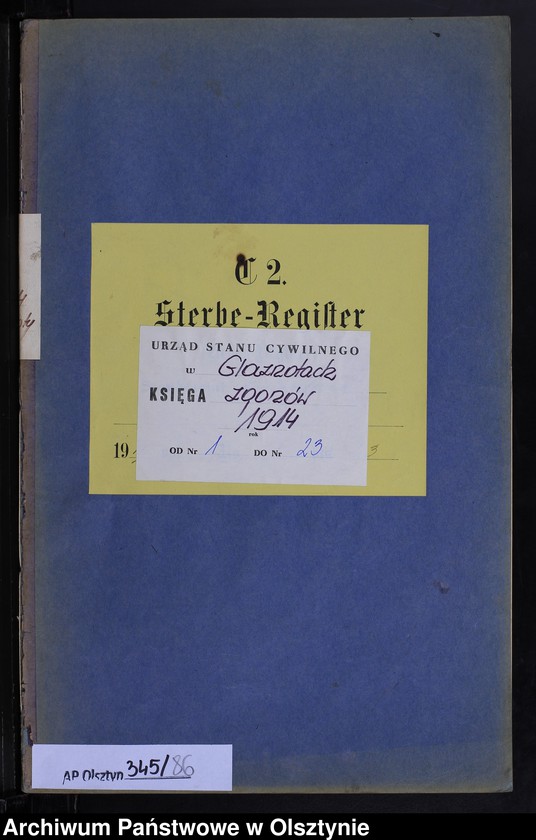 C 2.
Sterbe-Register
URZĄD STANU CYWILNEGO
w Glaznotach
KSIĘGA zgonów
1914
rok
19
OD Nr 1 DO Nr 23
3
AP Olsztyn 345/86
Archiwum Państwowe w Olsztynie